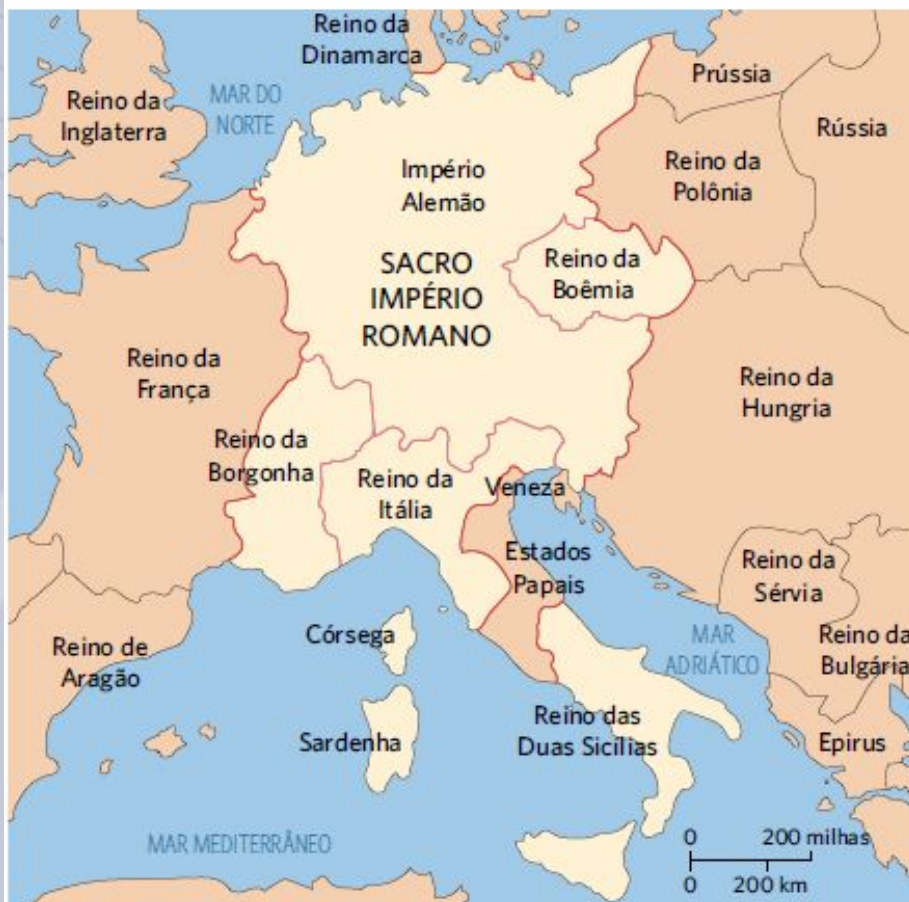 Reino da
Dinamarca
Prússia
Reino da
Inglaterra
MAR DO
NORTE
Rússia
Reino da
Polônia
Império
Alemão
SACRO
IMPÉRIO
ROMANO
Reino da
Boêmia
Reino da
França
Reino da
Hungria
Reino da
Borgonha
Reino da
Itália
Veneza
Estados
Papais
Reino da
Sérvia
Reino de
Aragão
Córsega
MAR
ADRIÁTICO
Reino da
Bulgária
Sardenha
Reino das
Duas Sicílias
Epirus
MAR MEDITERRÂNEO
0 200 milhas
0 200 km